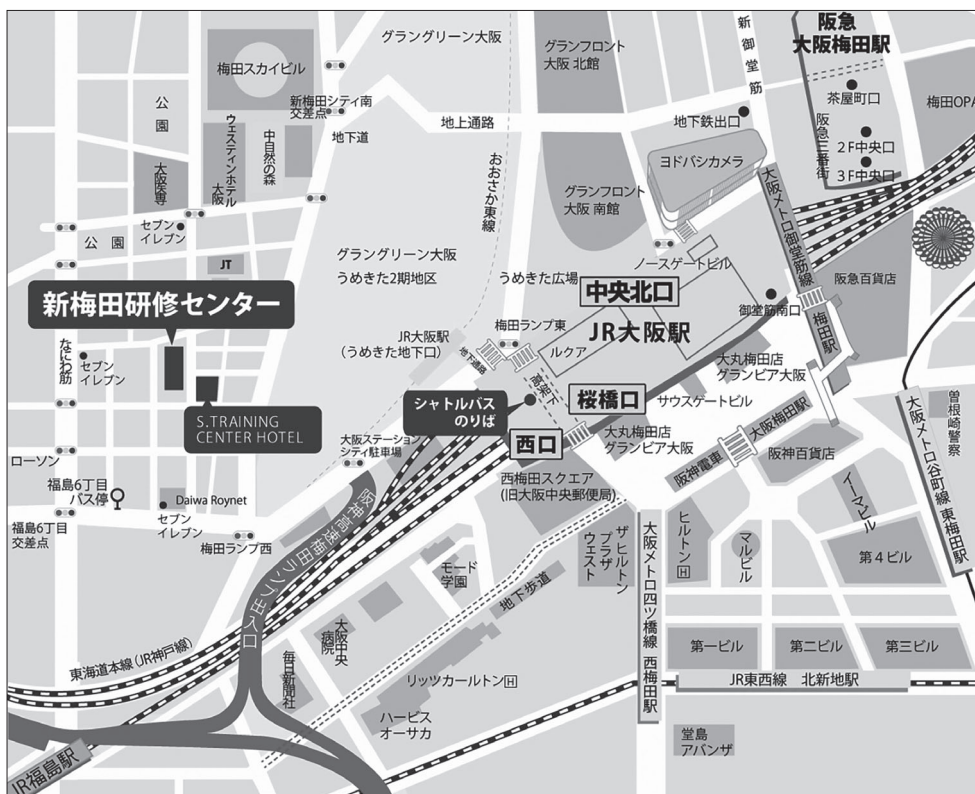 阪急
大阪梅田駅
グラングリーン大阪
グランフロント
大阪 北館
新御堂筋
梅田スカイビル
茶屋町口
梅田OPA
新梅田シティ南
交差点
公園
ウェスティンホテル
大阪
中自然の森
地下道
地上通路
地下鉄出口
阪急三番街
2F中央口
3F中央口
ヨドバシカメラ
大阪医専
おおさか東線
グランフロント
大阪 南館
大阪メトロ御堂筋線
セブン
イレブン
公園
JT
グラングリーン大阪
うめきた2期地区
うめきた広場
ノースゲートビル
阪急百貨店
新梅田研修センター
中央北口
JR大阪駅
御堂筋南口
梅田駅
なにわ筋
セブン
イレブン
JR大阪駅
(うめきた地下口)
梅田ランプ東
地下通路
ルクア
高架下
大丸梅田店
グランビア大阪
S.TRAINING
CENTER HOTEL
シャトルバス
のりば
桜橋口
サウスゲートビル
大阪梅田駅
曽根崎警察
大阪メトロ谷町線 東梅田駅
大阪ステーション
シティ駐車場
西口
大丸梅田店
グランビア大阪
阪神電車
阪神百貨店
ローソン
福島6丁目
バス停
Daiwa Roynet
セブン
イレブン
福島6丁目
交差点
梅田ランプ西
阪神高速梅田ランプ出入口
西梅田スクエア
(旧大阪中央郵便局)
ザヒルトン
プラザ
ウェスト
大阪メトロ四ツ橋線 西梅田駅
ヒルトンH
マルビル
イーマビル
第4ビル
モード
学園
地下歩道
大阪中央
病院
東海道本線(JR神戸線)
毎日新聞社
リッツカールトンH
第一ビル
第二ビル
第三ビル
JR東西線 北新地駅
ハービス
オーサカ
堂島
アバンザ
JR福島駅